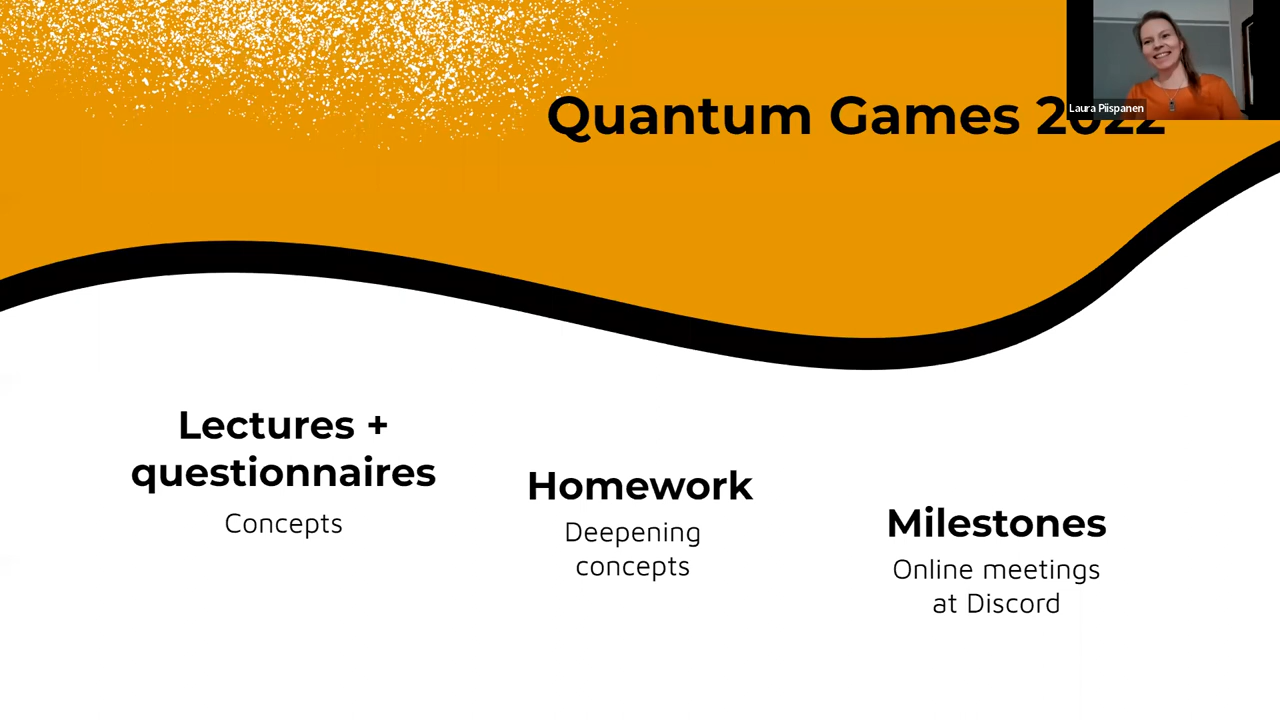 Laura Piispanen
Quantum Games 2022
Lectures +
questionnaires
Concepts
Homework
Deepening
concepts
Milestones
Online meetings
at Discord